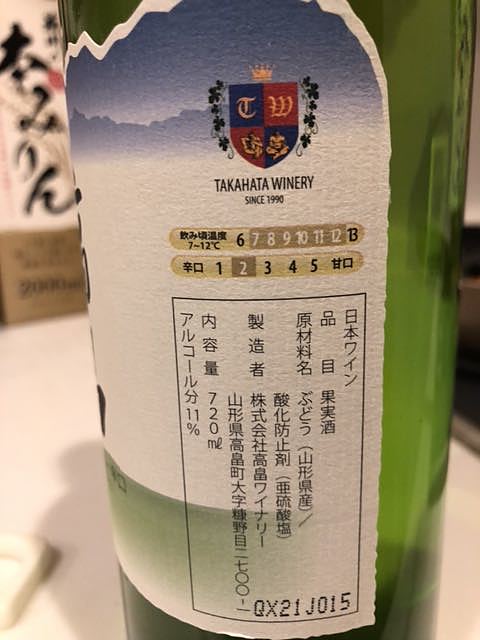 本みりん
2000ml
T W
TAKAHATA WINERY
SINCE 1990
飲み頃温度
7~12℃
6 7 8 9 10 11 12 13
辛口 1 2 3 4 5 甘口
日本ワイン
品目 果実酒
原材料名 ぶどう(山形県産)/
酸化防止剤(亜硫酸塩)
製造者 株式会社高畠ワイナリー
山形県高畠町大字糠野目二七〇〇-一
内容量 720㎖
アルコール分11%
QX21J015